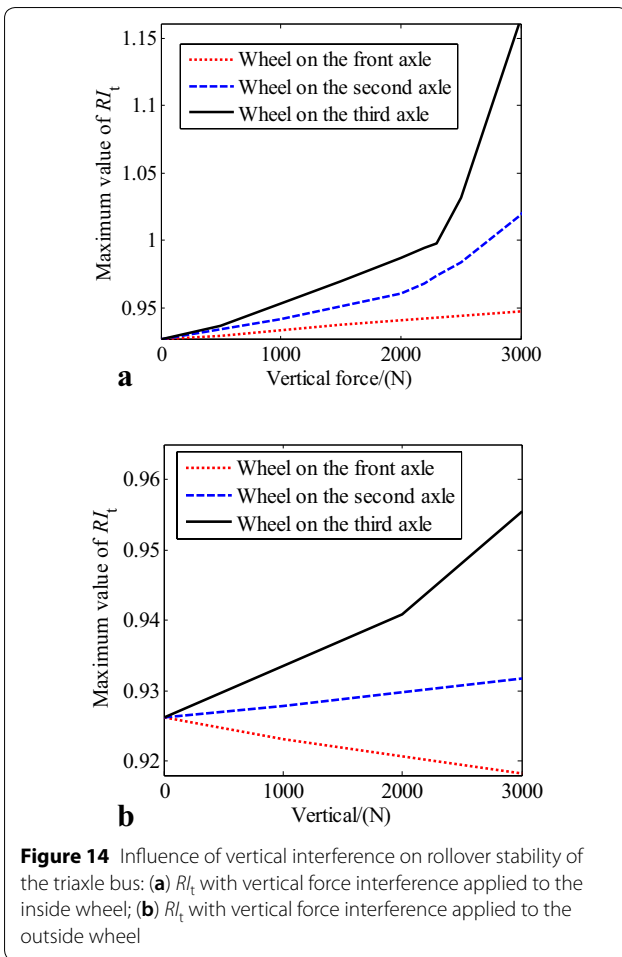 1.15
1.1
1.05
1
0.95
Maximum value of RIt
Wheel on the front axle
Wheel on the second axle
Wheel on the third axle
0 1000 2000 3000
a Vertical force/(N)
0.96
0.95
0.94
0.93
0.92
Maximum value of RIt
Wheel on the front axle
Wheel on the second axle
Wheel on the third axle
0 1000 2000 3000
b Vertical/(N)
Figure 14 Influence of vertical interference on rollover stability of
the triaxle bus: (a) RIt with vertical force interference applied to the
inside wheel; (b) RIt with vertical force interference applied to the
outside wheel